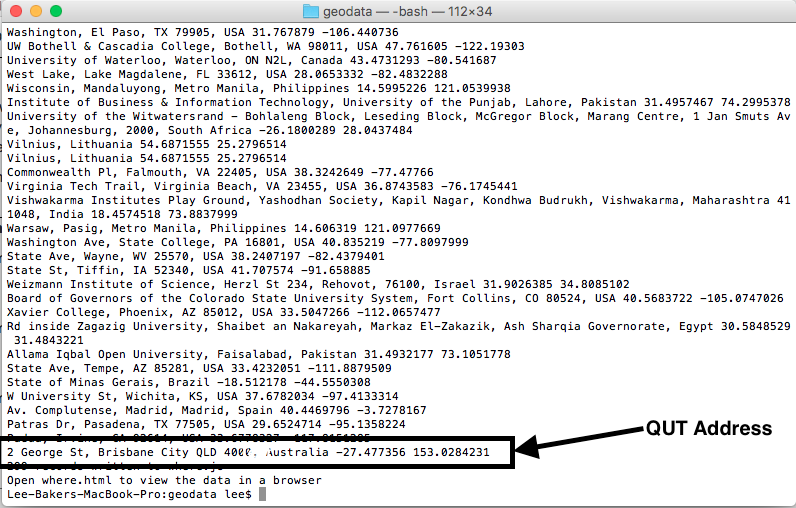 geodata — -bash — 112×34
Washington, El Paso, TX 79905, USA 31.767879 -106.440736
UW Bothell & Cascadia College, Bothell, WA 98011, USA 47.761605 -122.19303
University of Waterloo, Waterloo, ON N2L, Canada 43.4731293 -80.541687
West Lake, Lake Magdalene, FL 33612, USA 28.0653332 -82.4832288
Wisconsin, Mandaluyong, Metro Manila, Philippines 14.5995226 121.0539938
Institute of Business & Information Technology, University of the Punjab, Lahore, Pakistan 31.4957467 74.2995378
University of the Witwatersrand - Bohlaleng Block, Leseding Block, McGregor Block, Marang Centre, 1 Jan Smuts Av
e, Johannesburg, 2000, South Africa -26.1800289 28.0437484
Vilnius, Lithuania 54.6871555 25.2796514
Vilnius, Lithuania 54.6871555 25.2796514
Commonwealth Pl, Falmouth, VA 22405, USA 38.3242649 -77.47766
Virginia Tech Trail, Virginia Beach, VA 23455, USA 36.8743583 -76.1745441
Vishwakarma Institutes Play Ground, Yashodhan Society, Kapil Nagar, Kondhwa Budrukh, Vishwakarma, Maharashtra 41
1048, India 18.4574518 73.8837999
Warsaw, Pasig, Metro Manila, Philippines 14.606319 121.0977669
Washington Ave, State College, PA 16801, USA 40.835219 -77.8097999
State Ave, Wayne, WV 25570, USA 38.2407197 -82.4379401
State St, Tiffin, IA 52340, USA 41.707574 -91.658885
Weizmann Institute of Science, Herzl St 234, Rehovot, 76100, Israel 31.9026385 34.8085102
Board of Governors of the Colorado State University System, Fort Collins, CO 80524, USA 40.5683722 -105.0747026
Xavier College, Phoenix, AZ 85012, USA 33.5047266 -112.0657477
Rd inside Zagazig University, Shaibet an Nakareyah, Markaz El-Zakazik, Ash Sharqia Governorate, Egypt 30.5848529
31.4843221
Allama Iqbal Open University, Faisalabad, Pakistan 31.4932177 73.1051778
State Ave, Tempe, AZ 85281, USA 33.4232051 -111.8879509
State of Minas Gerais, Brazil -18.512178 -44.5550308
W University St, Wichita, KS, USA 37.6782034 -97.4133314
Av. Complutense, Madrid, Madrid, Spain 40.4469796 -3.7278167
Patras Dr, Pasadena, TX 77505, USA 29.6524714 -95.1358224
2 George St, Brisbane City QLD 4000, Australia -27.477356 153.0284231
QUT Address
Open where.html to view the data in a browser
Lee-Bakers-MacBook-Pro:geodata lee$